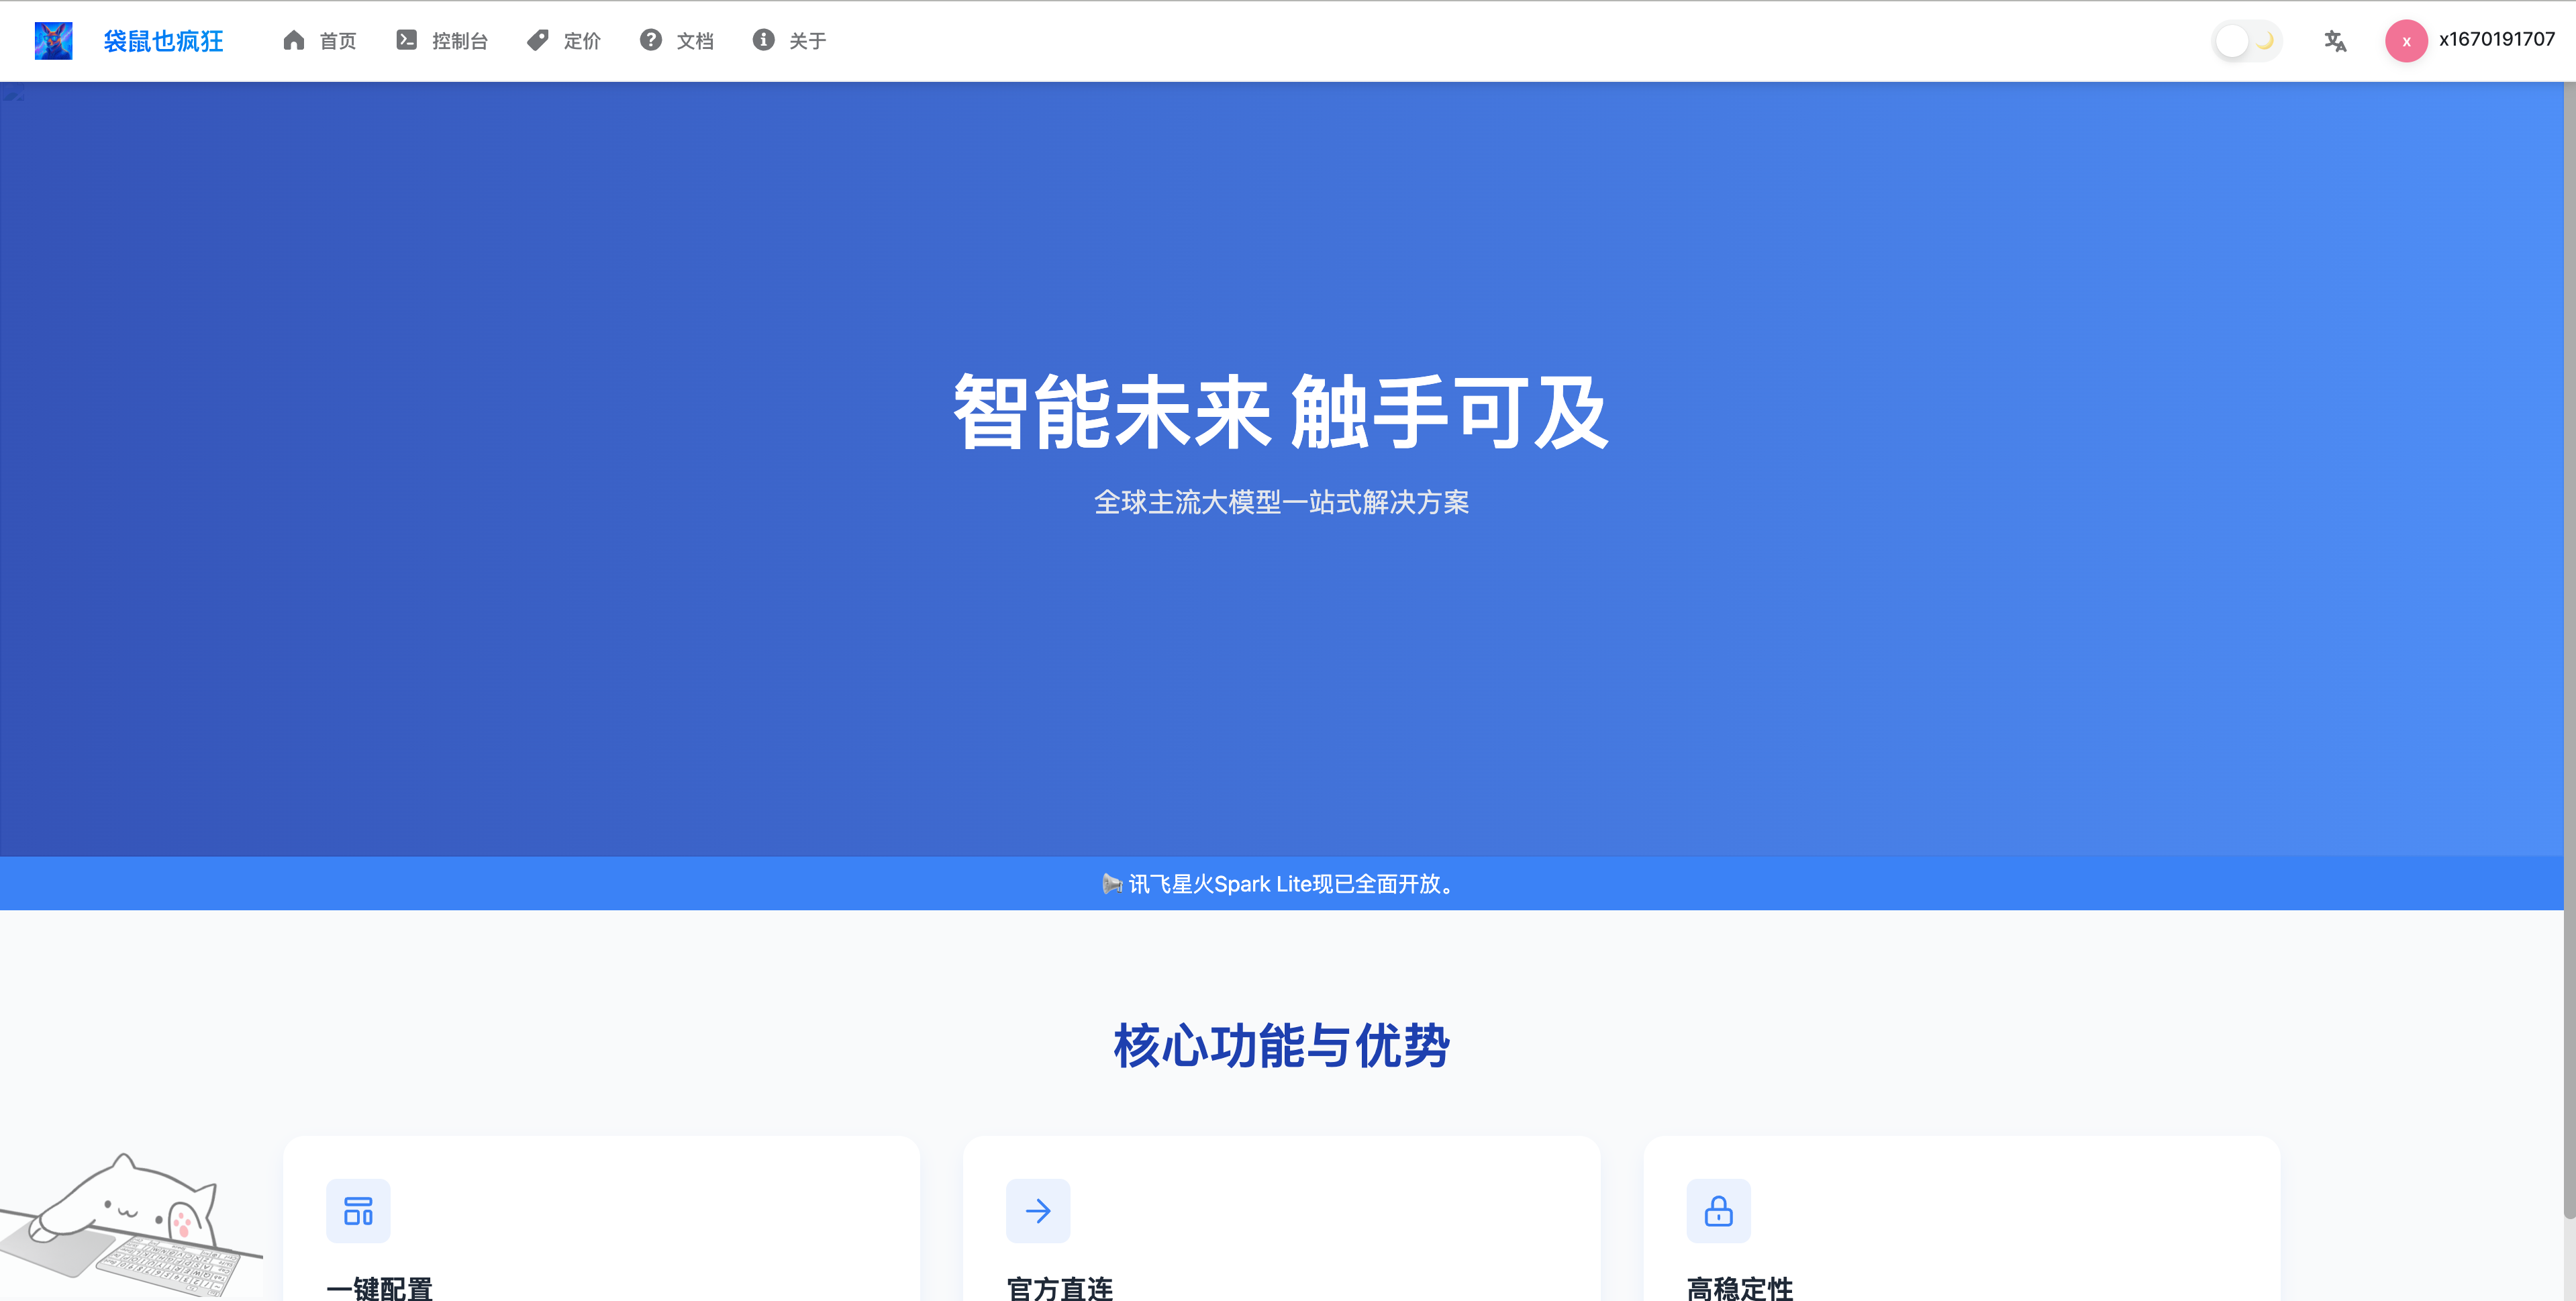 袋鼠也疯狂
首页
控制台
定价
文档
关于
x
x1670191707
智能未来 触手可及
全球主流大模型一站式解决方案
讯飞星火Spark Lite现已全面开放。
核心功能与优势
一键配置
官方直连
高稳定性